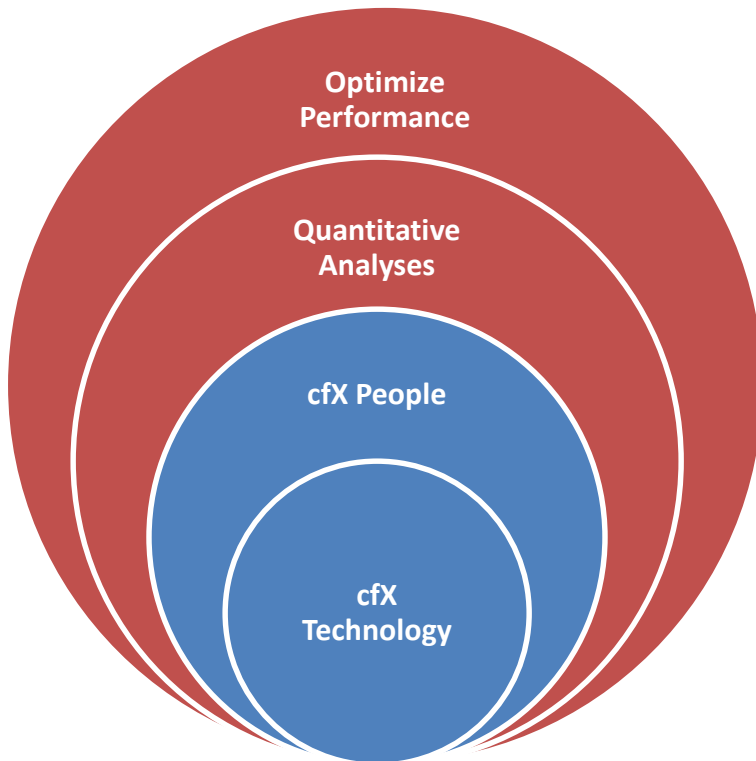 Optimize
Performance
Quantitative
Analyses
cfX People
cfX
Technology